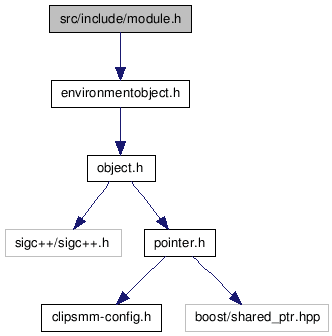 src/include/module.h
environmentobject.h
object.h
sigc++/sigc++.h
pointer.h
clipsmm-config.h
boost/shared_ptr.hpp